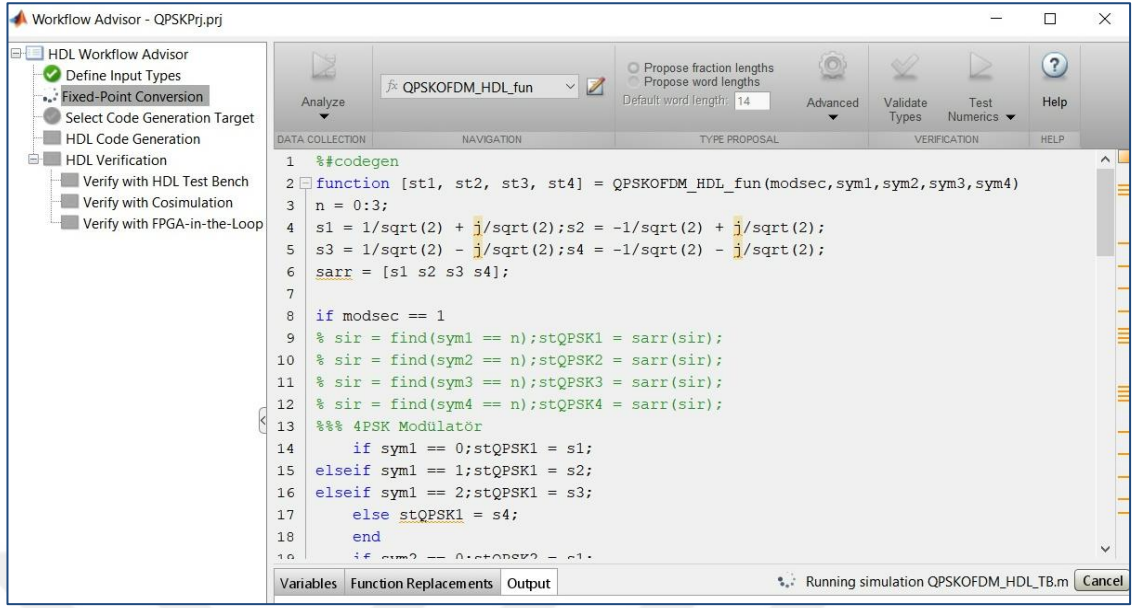 Workflow Advisor - QPSKPrj.prj
HDL Workflow Advisor
Define Input Types
Fixed-Point Conversion
Select Code Generation Target
HDL Code Generation
HDL Verification
Verify with HDL Test Bench
Verify with Cosimulation
Verify with FPGA-in-the-Loop
Analyze
DATA COLLECTION
fx QPSKOFDM_HDL_fun
NAVIGATION
Propose fraction lengths
Propose word lengths
Default word length: 14
Advanced
TYPE PROPOSAL
Validate Types
Test Numerics
VERIFICATION
Help
HELP
1 %#codegen
2 function [st1, st2, st3, st4] = QPSKOFDM_HDL_fun(modsec,sym1,sym2,sym3,sym4)
3 n = 0:3;
4 s1 = 1/sqrt(2) + j/sqrt(2);s2 = -1/sqrt(2) + j/sqrt(2);
5 s3 = 1/sqrt(2) - j/sqrt(2);s4 = -1/sqrt(2) - j/sqrt(2);
6 sarr = [s1 s2 s3 s4];
7
8 if modsec == 1
9 % sir = find(sym1 == n);stQPSK1 = sarr(sir);
10 % sir = find(sym2 == n);stQPSK2 = sarr(sir);
11 % sir = find(sym3 == n);stQPSK3 = sarr(sir);
12 % sir = find(sym4 == n);stQPSK4 = sarr(sir);
13 %%% 4PSK Modülatör
14 if sym1 == 0;stQPSK1 = s1;
15 elseif sym1 == 1;stQPSK1 = s2;
16 elseif sym1 == 2;stQPSK1 = s3;
17 else stQPSK1 = s4;
18 end
19 if sym2 == 0;stQPSK2 = s1;
Variables Function Replacements Output
Running simulation QPSKOFDM_HDL_TB.m Cancel